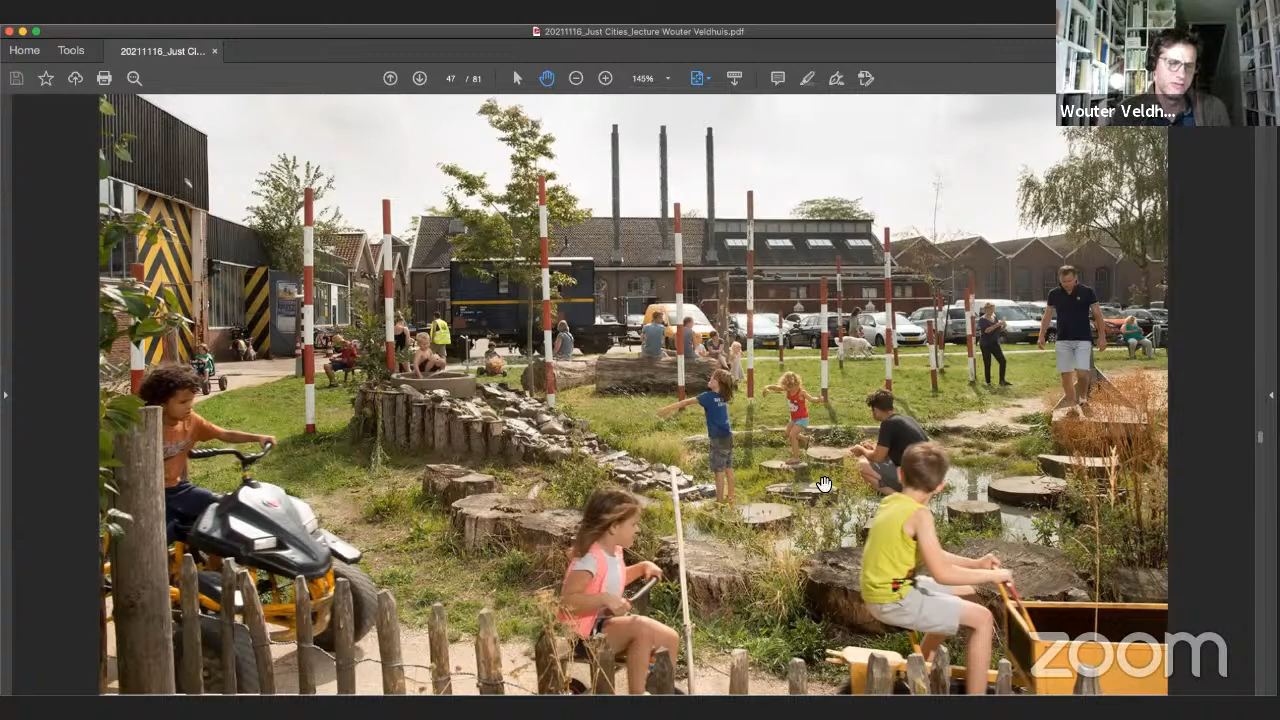 20211116_Just Cities_lecture Wouter Veldhuis.pdf
Home Tools 20211116_Just Ci... ×
47 / 81 145%
Wouter Veldh...
zoom